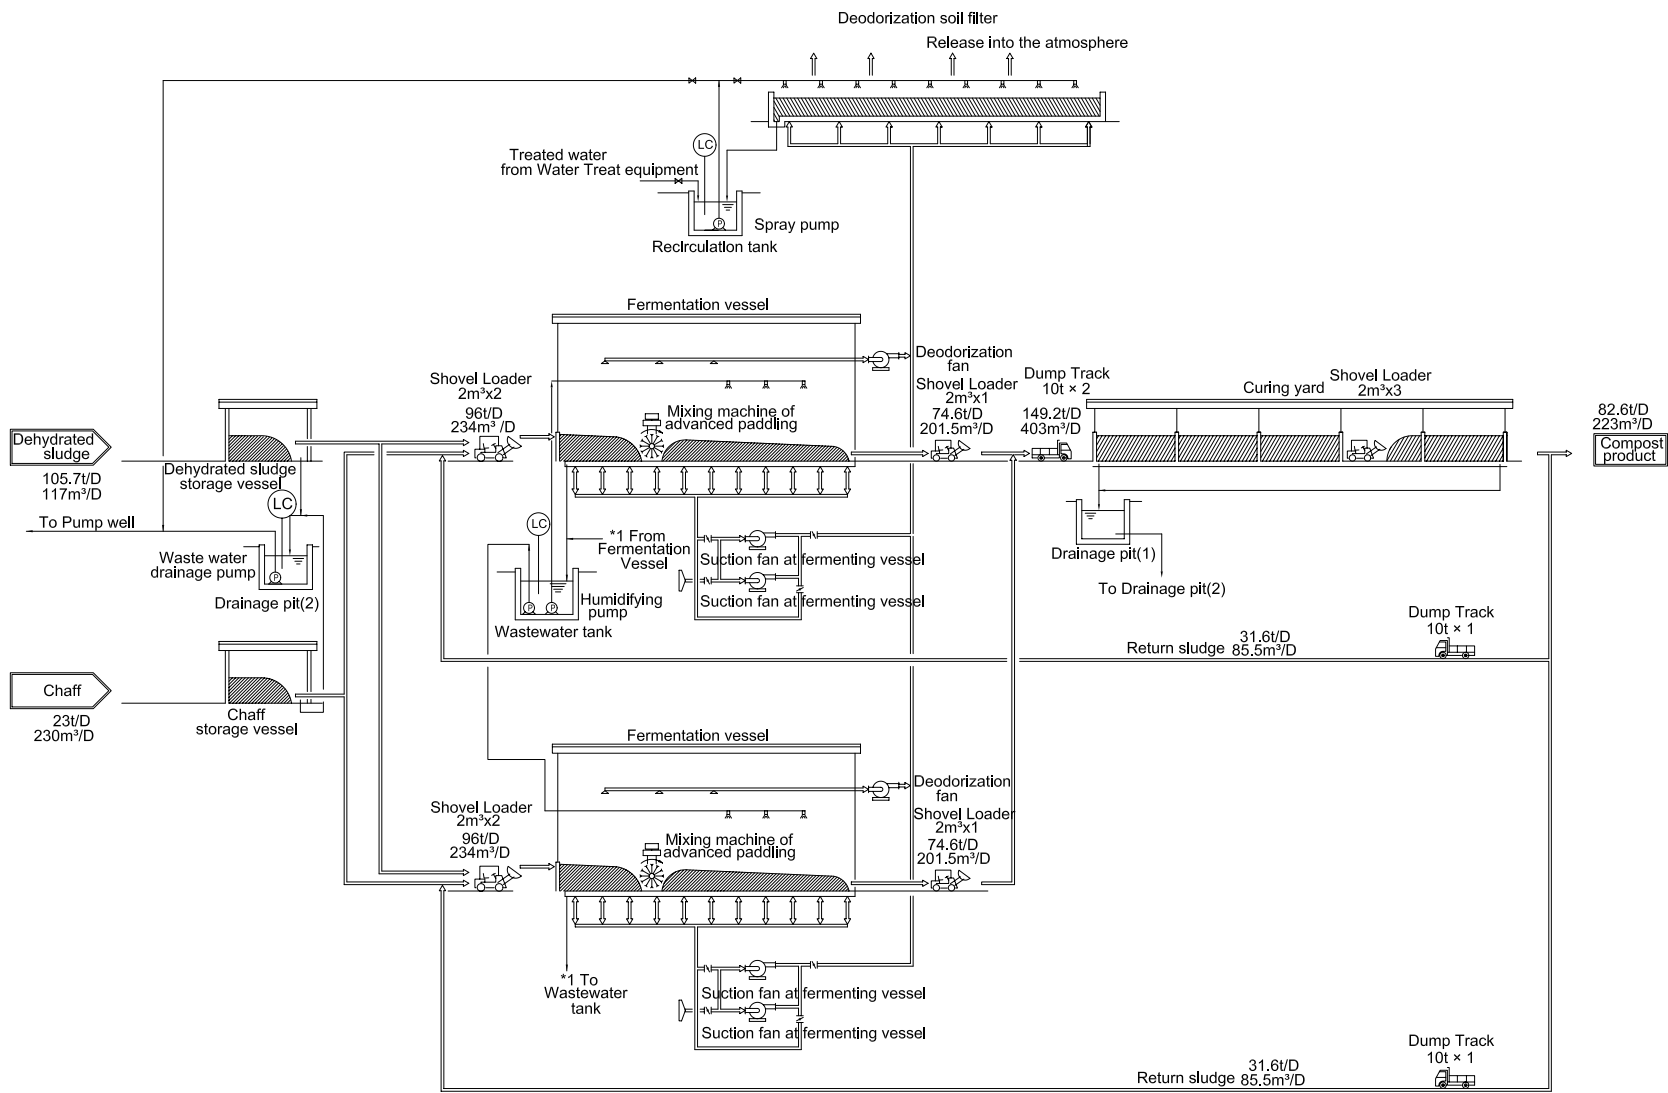 Deodorization soil filter
Release into the atmosphere
LC
Treated water
from Water Treat equipment
P
Spray pump
Recirculation tank
Fermentation vessel
Deodorization
fan
Shovel Loader
2m³x2
96t/D
234m³ /D
Mixing machine of
advanced padding
Shovel Loader
2m³x1
74.6t/D
201.5m³/D
Dump Track
10t × 2
149.2t/D
403m³/D
Curing yard
Shovel Loader
2m³x3
82.6t/D
223m³/D
Compost
product
Dehydrated
sludge
105.7t/D
117m³/D
Dehydrated sludge
storage vessel
LC
To Pump well
Waste water
drainage pump
P
Drainage pit(2)
LC
*1 From
Fermentation
Vessel
P
P
Humidifying
pump
Wastewater tank
Suction fan at fermenting vessel
Suction fan at fermenting vessel
Drainage pit(1)
To Drainage pit(2)
Dump Track
10t × 1
Return sludge
31.6t/D
85.5m³/D
Chaff
23t/D
230m³/D
Chaff
storage vessel
Fermentation vessel
Deodorization
fan
Shovel Loader
2m³x2
96t/D
234m³/D
Mixing machine of
advanced padding
Shovel Loader
2m³x1
74.6t/D
201.5m³/D
*1 To
Wastewater
tank
Suction fan at fermenting vessel
Suction fan at fermenting vessel
Dump Track
10t × 1
Return sludge
31.6t/D
85.5m³/D